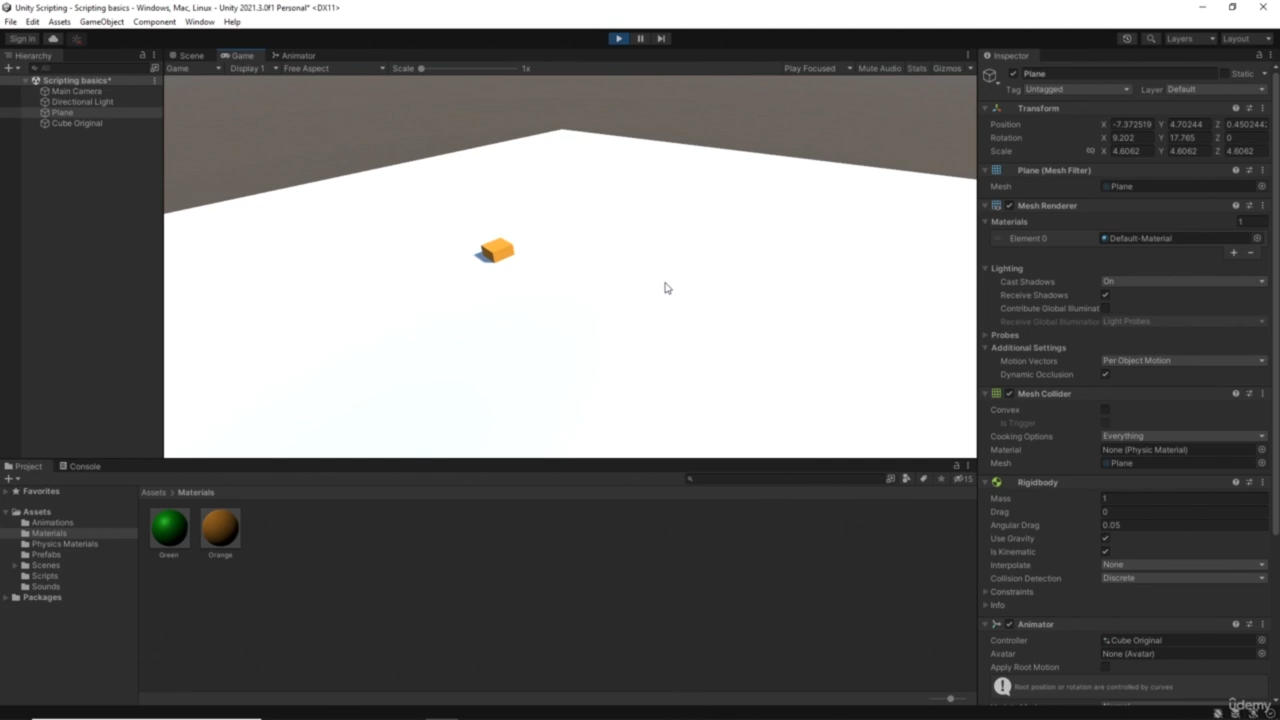 Unity Scripting - Scripting basics - Windows, Mac, Linux - Unity 2021.3.0f1 Personal* <DX11>
File Edit Assets GameObject Component Window Help
Sign in Layers Layout
Hierarchy Scene Game Animator Inspector
All Game Display 1 Free Aspect Scale 1x Play Focused Mute Audio Stats Gizmos
Plane Static
Scripting basics*
Tag Untagged Layer Default
Main Camera
Directional Light
Plane
Cube Original
Transform
Position X -7.372519 Y 4.70244 Z 0.4502442
Rotation X 9.202 Y 17.765 Z 0
Scale X 4.6062 Y 4.6062 Z 4.6062
Plane (Mesh Filter)
Mesh Plane
Mesh Renderer
Materials 1
Element 0 Default-Material
Lighting
Cast Shadows On
Receive Shadows
Contribute Global Illuminat
Receive Global Illumination Light Probes
Probes
Additional Settings
Motion Vectors Per Object Motion
Dynamic Occlusion
Mesh Collider
Convex
Is Trigger
Cooking Options Everything
Material None (Physic Material)
Mesh Plane
Rigidbody
Mass 1
Drag 0
Angular Drag 0.05
Use Gravity
Is Kinematic
Interpolate None
Collision Detection Discrete
Constraints
Info
Animator
Controller Cube Original
Avatar None (Avatar)
Apply Root Motion
Root position or rotation are controlled by curves
Project Console
15
Favorites
Assets > Materials
Assets
Animations
Materials
Physics Materials
Prefabs
Scenes
Scripts
Sounds
Packages
Green Orange
udemy